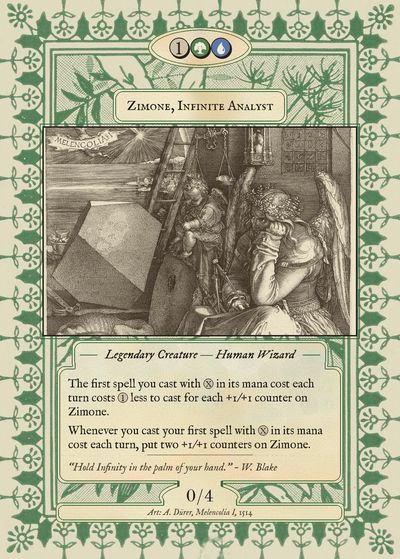 1
Zimone, Infinite Analyst
MELENCOLIA I
Legendary Creature — Human Wizard
The first spell you cast with Ⓧ in its mana cost each
turn costs ① less to cast for each +1/+1 counter on
Zimone.
Whenever you cast your first spell with Ⓧ in its mana
cost each turn, put two +1/+1 counters on Zimone.
“Hold Infinity in the palm of your hand.” - W. Blake
0/4
Art: A. Dürer, Melencolia I, 1514